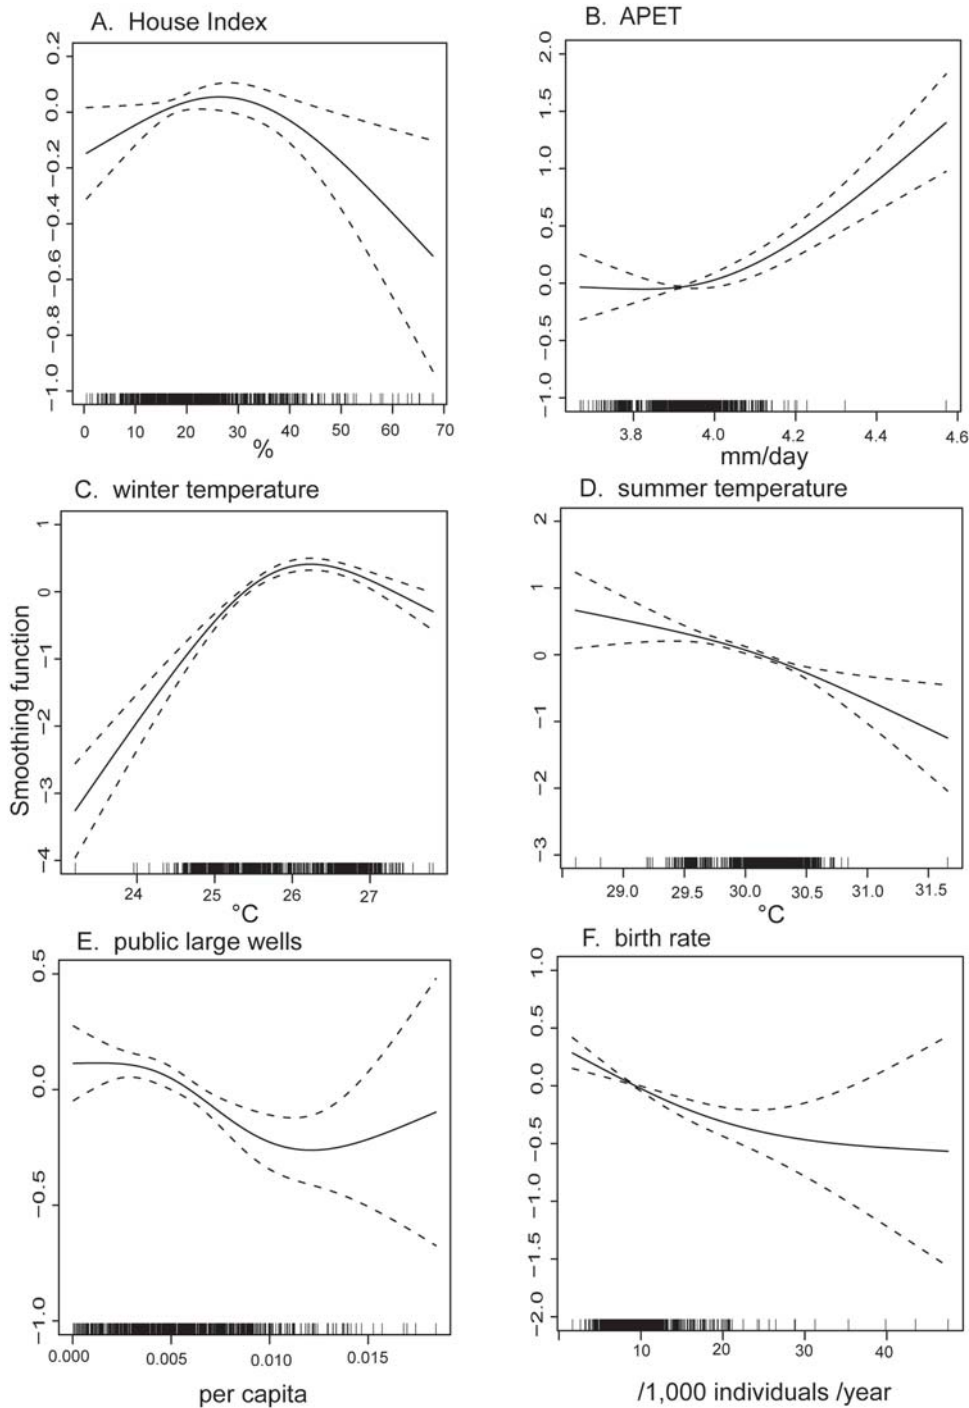 A. House Index
0.2
0.0
−0.2
−0.4
−0.6
−0.8
−1.0
0 10 20 30 40 50 60 70
%
B. APET
2.0
1.5
1.0
0.5
0.0
−0.5
−1.0
3.8 4.0 4.2 4.4 4.6
mm/day
C. winter temperature
Smoothing function
1
0
−1
−2
−3
−4
24 25 26 27
°C
D. summer temperature
2
1
0
−1
−2
−3
29.0 29.5 30.0 30.5 31.0 31.5
°C
E. public large wells
0.5
0.0
−0.5
−1.0
0.000 0.005 0.010 0.015
per capita
F. birth rate
1.0
0.5
0.0
−0.5
−1.0
−1.5
−2.0
10 20 30 40
/1,000 individuals /year